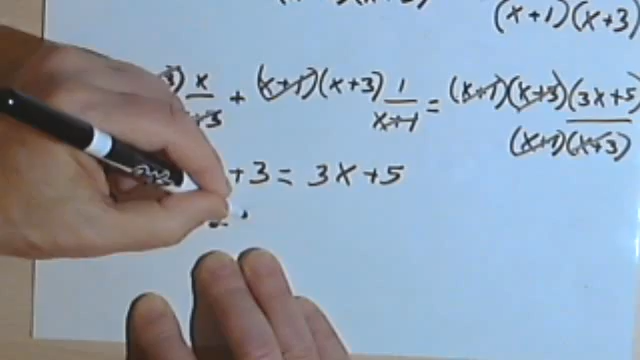 (x+1)(x+3)
x/x+3 + (x+1)(x+3) 1/x+1 = (x+1)(x+3)(3x+5)/(x+1)(x+3)
+3 = 3x+5